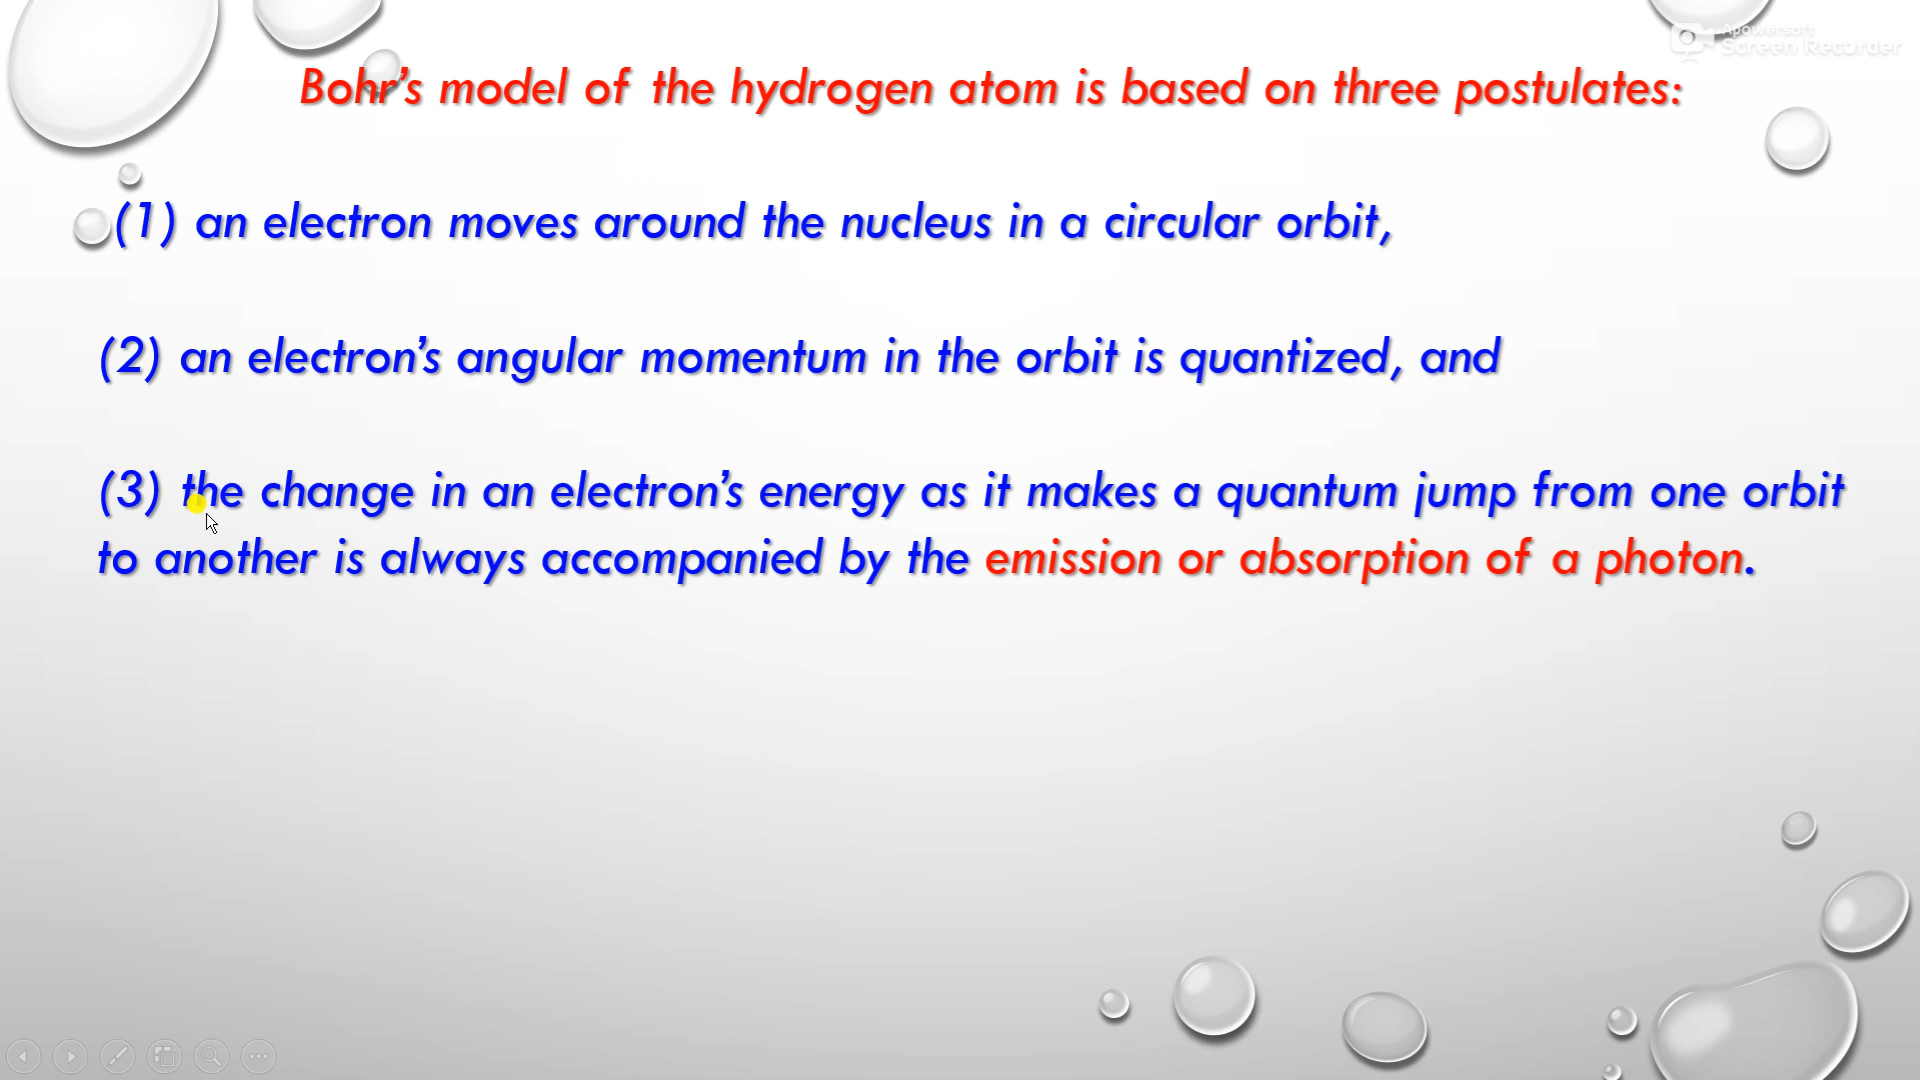 Apowersoft
Screen Recorder
Bohr’s model of the hydrogen atom is based on three postulates:
(1) an electron moves around the nucleus in a circular orbit,
(2) an electron’s angular momentum in the orbit is quantized, and
(3) the change in an electron’s energy as it makes a quantum jump from one orbit
to another is always accompanied by the emission or absorption of a photon.